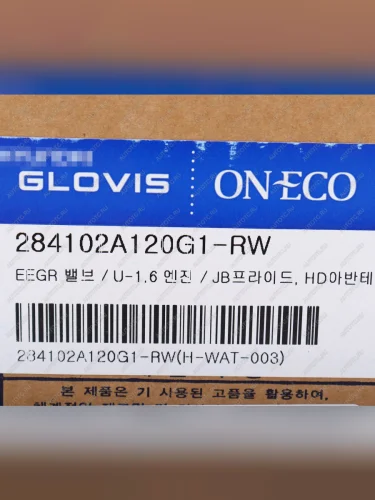 GLOVIS
ON-ECO
284102A120G1-RW
EEGR 밸브 / U-1.6 엔진 / JB프라이드, HD아반테
284102A120G1-RW(H-WAT-003)
본 제품은 기 사용된 고품을 활용하여,